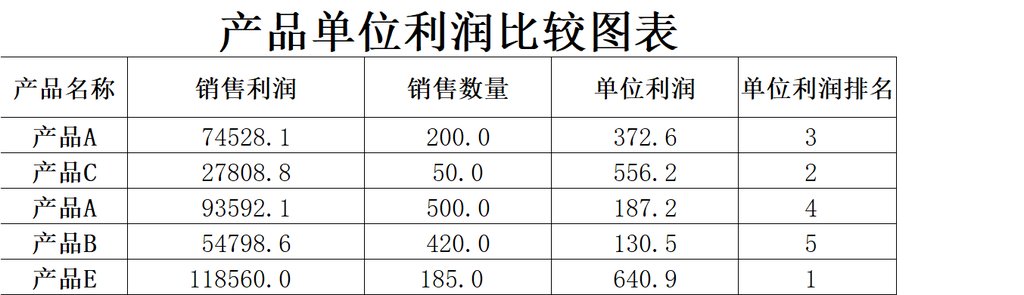 产品单位利润比较图表
产品名称 销售利润 销售数量 单位利润 单位利润排名
产品A 74528.1 200.0 372.6 3
产品C 27808.8 50.0 556.2 2
产品A 93592.1 500.0 187.2 4
产品B 54798.6 420.0 130.5 5
产品E 118560.0 185.0 640.9 1